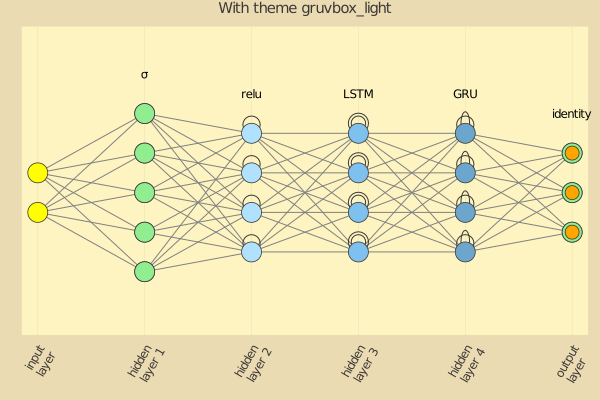 With theme gruvbox_light
σ
relu
LSTM
GRU
identity
input
layer
hidden
layer 1
hidden
layer 2
hidden
layer 3
hidden
layer 4
output
layer